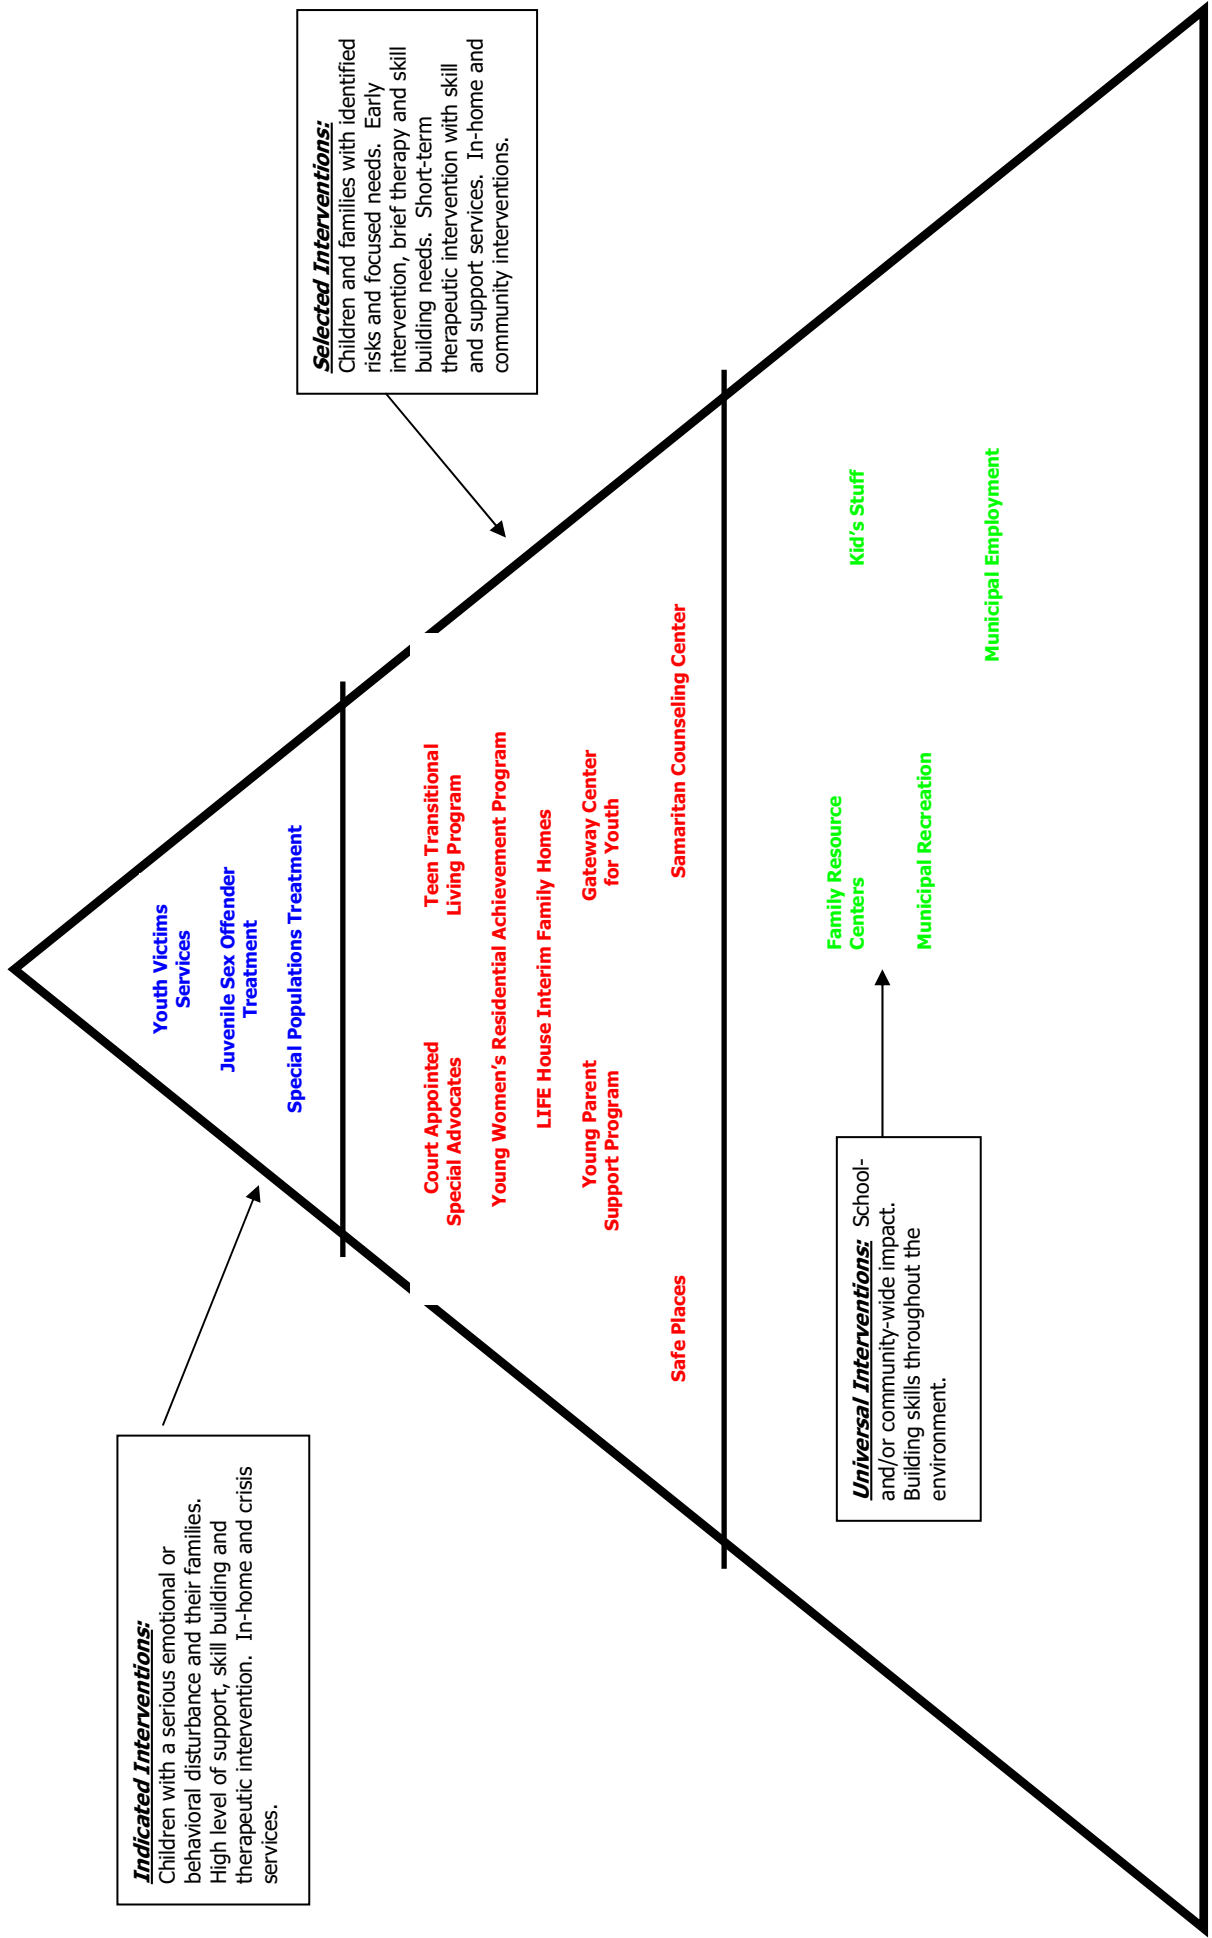 Indicated Interventions:
Children with a serious emotional or
behavioral disturbance and their families.
High level of support, skill building and
therapeutic intervention.  In-home and crisis
services.
Selected Interventions:
Children and families with identified
risks and focused needs.  Early
intervention, brief therapy and skill
building needs.  Short-term
therapeutic intervention with skill
and support services.  In-home and
community interventions.
Youth Victims
Services
Juvenile Sex Offender
Treatment
Special Populations Treatment
Court Appointed
Special Advocates
Teen Transitional
Living Program
Young Women's Residential Achievement Program
LIFE House Interim Family Homes
Young Parent
Support Program
Gateway Center
for Youth
Safe Places
Samaritan Counseling Center
Universal Interventions:  School-
and/or community-wide impact.
Building skills throughout the
environment.
Family Resource
Centers
Kid's Stuff
Municipal Recreation
Municipal Employment